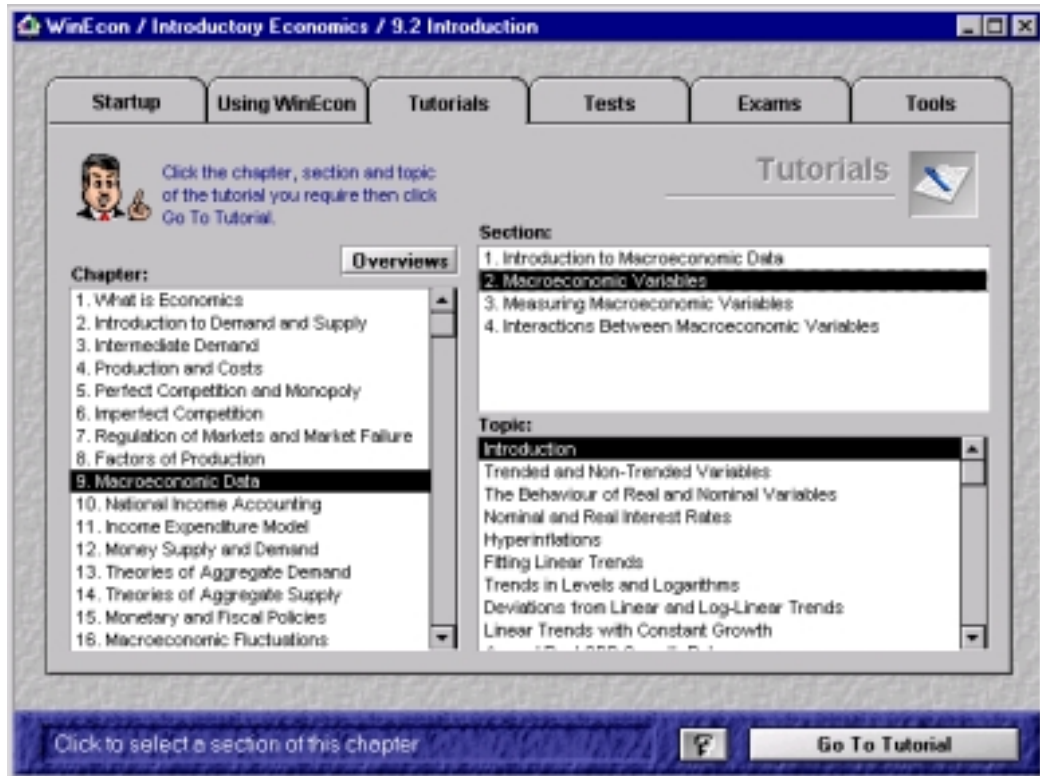 WinEcon / Introductory Economics / 9.2 Introduction
Startup
Using WinEcon
Tutorials
Tests
Exams
Tools
Click the chapter, section and topic
of the tutorial you require then click
Go To Tutorial.
Tutorials
Overviews
Chapter:
1. What is Economics
2. Introduction to Demand and Supply
3. Intermediate Demand
4. Production and Costs
5. Perfect Competition and Monopoly
6. Imperfect Competition
7. Regulation of Markets and Market Failure
8. Factors of Production
9. Macroeconomic Data
10. National Income Accounting
11. Income Expenditure Model
12. Money Supply and Demand
13. Theories of Aggregate Demand
14. Theories of Aggregate Supply
15. Monetary and Fiscal Policies
16. Macroeconomic Fluctuations
Section:
1. Introduction to Macroeconomic Data
2. Macroeconomic Variables
3. Measuring Macroeconomic Variables
4. Interactions Between Macroeconomic Variables
Topic:
Introduction
Trended and Non-Trended Variables
The Behaviour of Real and Nominal Variables
Nominal and Real Interest Rates
Hyperinflations
Fitting Linear Trends
Trends in Levels and Logarithms
Deviations from Linear and Log-Linear Trends
Linear Trends with Constant Growth
Click to select a section of this chapter
?
Go To Tutorial